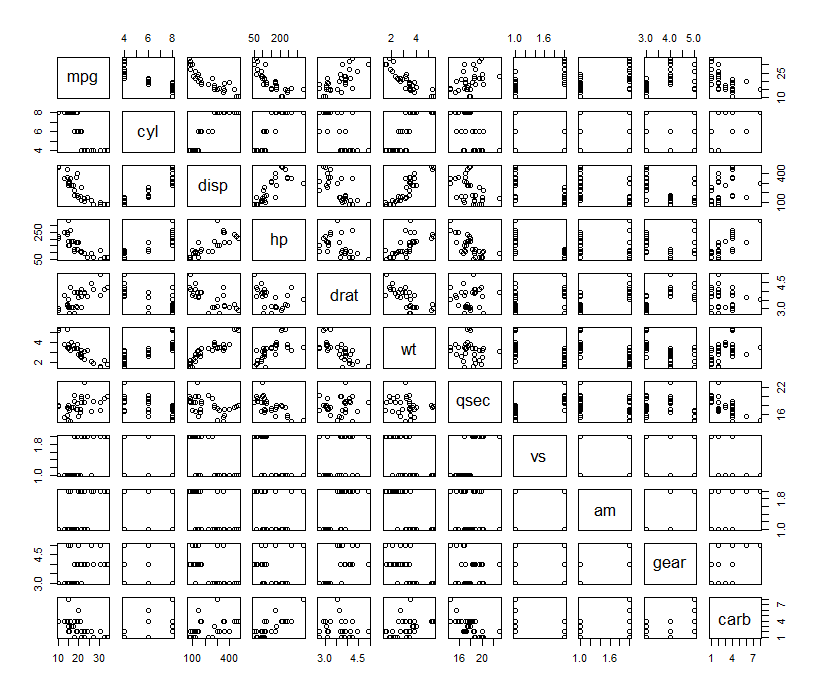 4 6 8 50 200 2 4 1.0 1.6 3.0 4.0 5.0
mpg 10 25
4 6 8 cyl
disp 100 400
50 250 hp
drat 3.0 4.5
2 4 wt
qsec 16 22
1.0 1.8 vs
am 1.0 1.8
3.0 4.5 gear
carb 1 4 7
10 20 30 100 400 3.0 4.5 16 20 1.0 1.6 1 4 7